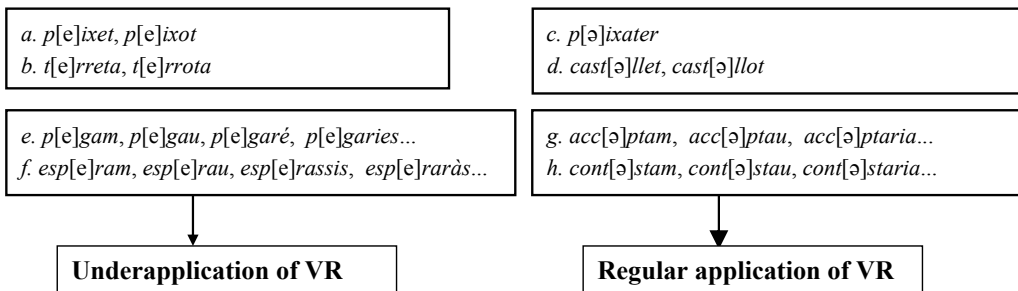 a. p[e]ixet, p[e]ixot
b. t[e]rreta, t[e]rrota
c. p[ə]ixater
d. cast[ə]llet, cast[ə]llot
e. p[e]gam, p[e]gau, p[e]garé, p[e]garies...
f. esp[e]ram, esp[e]rau, esp[e]rassis, esp[e]raràs...
g. acc[ə]ptam, acc[ə]ptau, acc[ə]ptaria...
h. cont[ə]stam, cont[ə]stau, cont[ə]staria...
Underapplication of VR
Regular application of VR